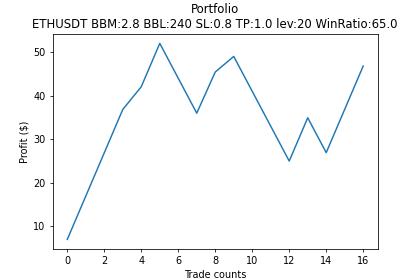 Portfolio
ETHUSDT BBM:2.8 BBL:240 SL:0.8 TP:1.0 lev:20 WinRatio:65.0
50
40
30
20
10
Profit ($)
0 2 4 6 8 10 12 14 16
Trade counts